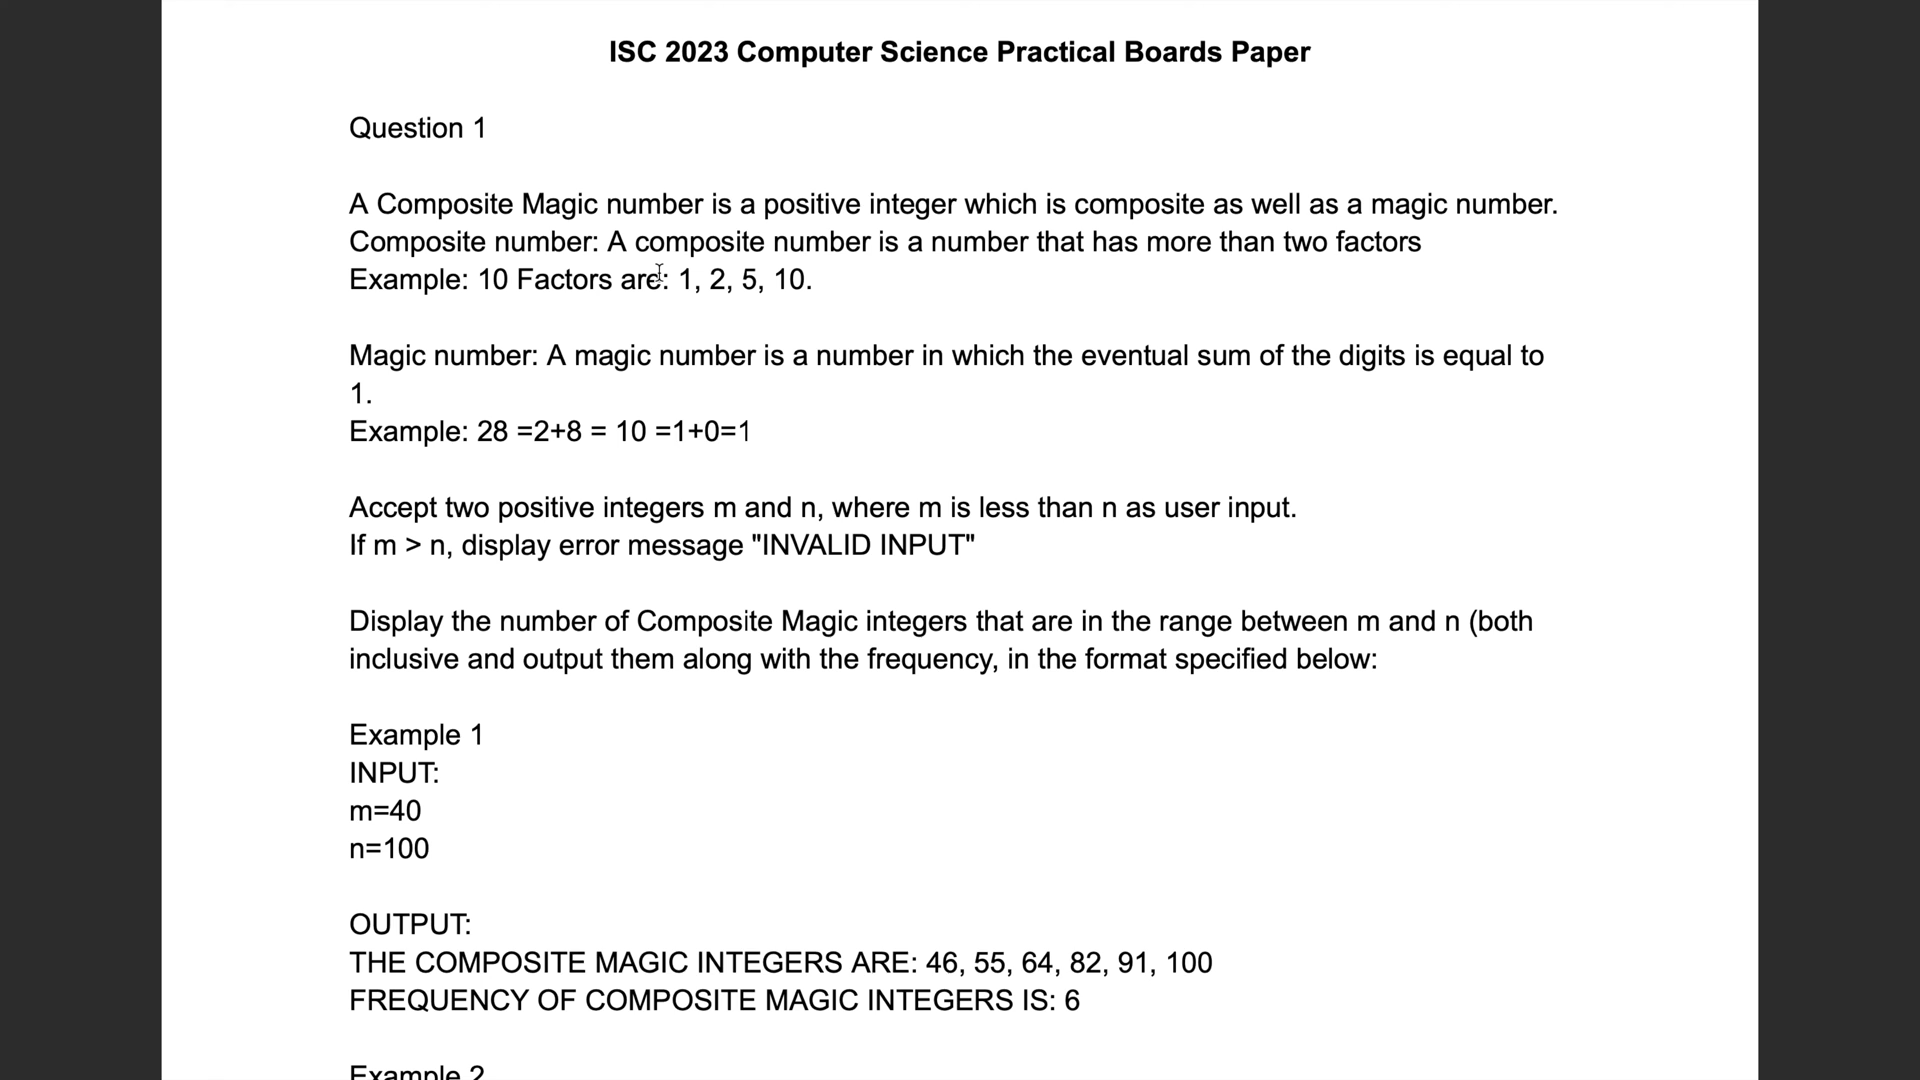 ISC 2023 Computer Science Practical Boards Paper
Question 1
A Composite Magic number is a positive integer which is composite as well as a magic number.
Composite number: A composite number is a number that has more than two factors
Example: 10 Factors are: 1, 2, 5, 10.
Magic number: A magic number is a number in which the eventual sum of the digits is equal to
1.
Example: 28 =2+8 = 10 =1+0=1
Accept two positive integers m and n, where m is less than n as user input.
If m > n, display error message "INVALID INPUT"
Display the number of Composite Magic integers that are in the range between m and n (both
inclusive and output them along with the frequency, in the format specified below:
Example 1
INPUT:
m=40
n=100
OUTPUT:
THE COMPOSITE MAGIC INTEGERS ARE: 46, 55, 64, 82, 91, 100
FREQUENCY OF COMPOSITE MAGIC INTEGERS IS: 6
Example 2